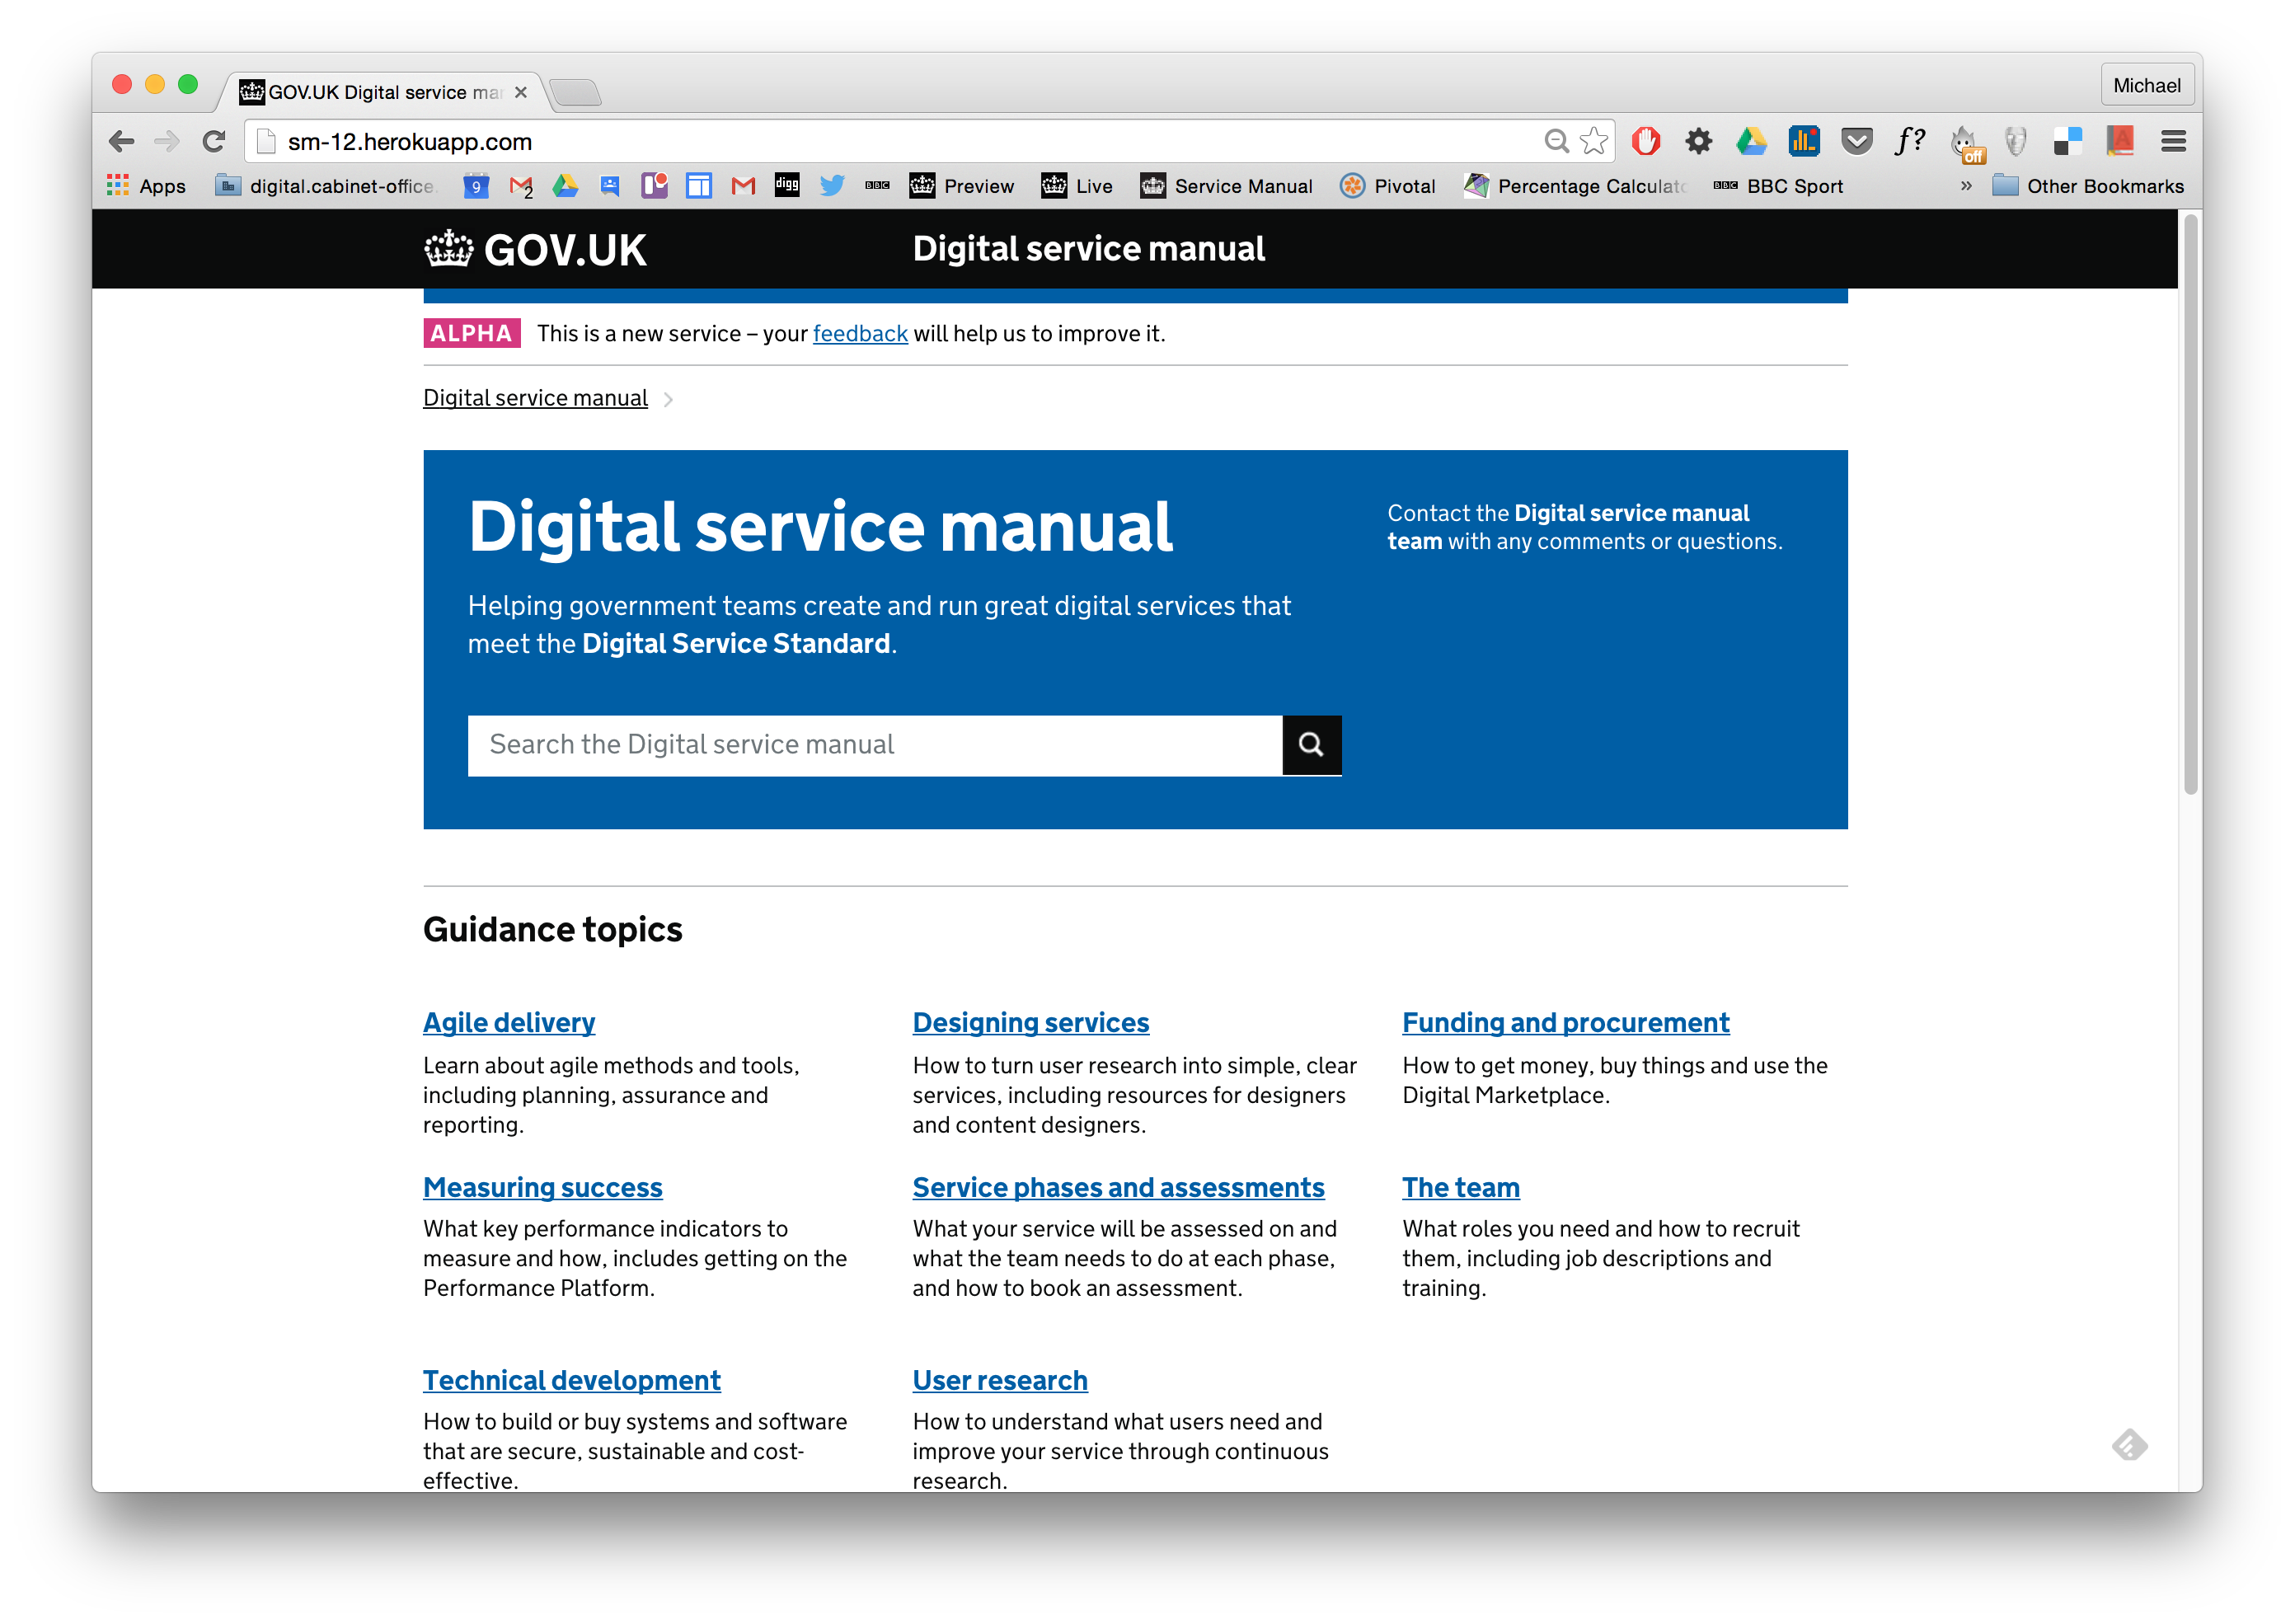 GOV.UK Digital service ma
Michael
sm-12.herokuapp.com
Apps
digital.cabinet-office.
9
2
digg
BBC
Preview
Live
Service Manual
Pivotal
Percentage Calculat
BBC
BBC Sport
»
Other Bookmarks
f?
off
GOV.UK
Digital service manual
ALPHA This is a new service – your feedback will help us to improve it.
Digital service manual
Digital service manual
Contact the Digital service manual
team with any comments or questions.
Helping government teams create and run great digital services that
meet the Digital Service Standard.
Search the Digital service manual
Guidance topics
Agile delivery
Learn about agile methods and tools,
including planning, assurance and
reporting.
Designing services
How to turn user research into simple, clear
services, including resources for designers
and content designers.
Funding and procurement
How to get money, buy things and use the
Digital Marketplace.
Measuring success
What key performance indicators to
measure and how, includes getting on the
Performance Platform.
Service phases and assessments
What your service will be assessed on and
what the team needs to do at each phase,
and how to book an assessment.
The team
What roles you need and how to recruit
them, including job descriptions and
training.
Technical development
How to build or buy systems and software
that are secure, sustainable and cost-
effective.
User research
How to understand what users need and
improve your service through continuous
research.